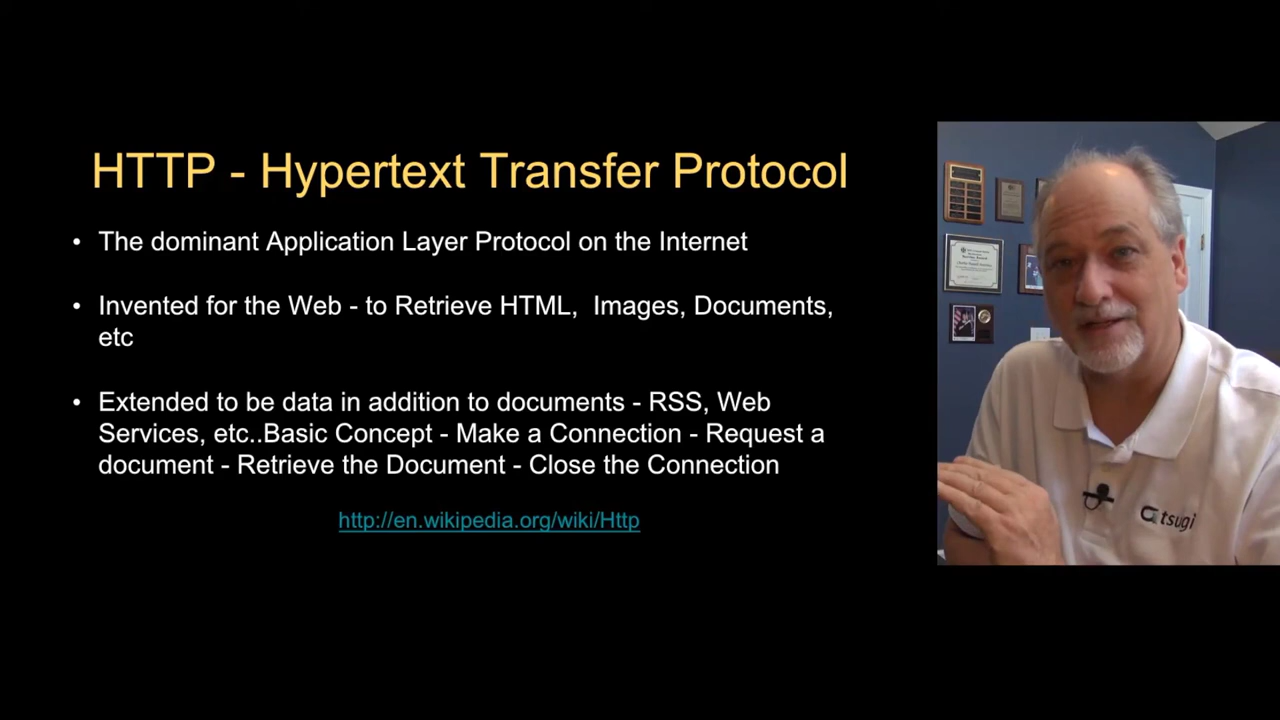 HTTP - Hypertext Transfer Protocol
• The dominant Application Layer Protocol on the Internet
• Invented for the Web - to Retrieve HTML,  Images, Documents,
etc
• Extended to be data in addition to documents - RSS, Web
Services, etc..Basic Concept - Make a Connection - Request a
document - Retrieve the Document - Close the Connection
http://en.wikipedia.org/wiki/Http
tsugi